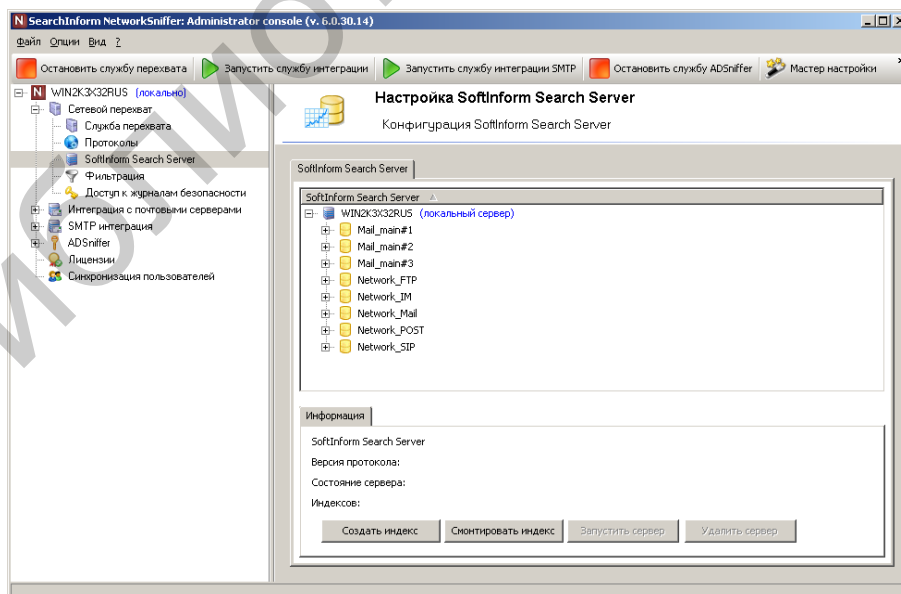 SearchInform NetworkSniffer: Administrator console (v. 6.0.30.14)
Файл Опции Вид ?
Остановить службу перехвата Запустить службу интеграции Запустить службу интеграции SMTP Остановить службу ADSniffer Мастер настройки
WIN2K3X32RUS (локально)
Сетевой перехват
Служба перехвата
Протоколы
SoftInform Search Server
Фильтрация
Доступ к журналам безопасности
Интеграция с почтовыми серверами
SMTP интеграция
ADSniffer
Лицензии
Синхронизация пользователей
Настройка SoftInform Search Server
Конфигурация SoftInform Search Server
SoftInform Search Server
SoftInform Search Server
WIN2K3X32RUS (локальный сервер)
Mail_main#1
Mail_main#2
Mail_main#3
Network_FTP
Network_IM
Network_Mail
Network_POST
Network_SIP
Информация
SoftInform Search Server
Версия протокола:
Состояние сервера:
Индексов:
Создать индекс Смонтировать индекс Запустить сервер Удалить сервер